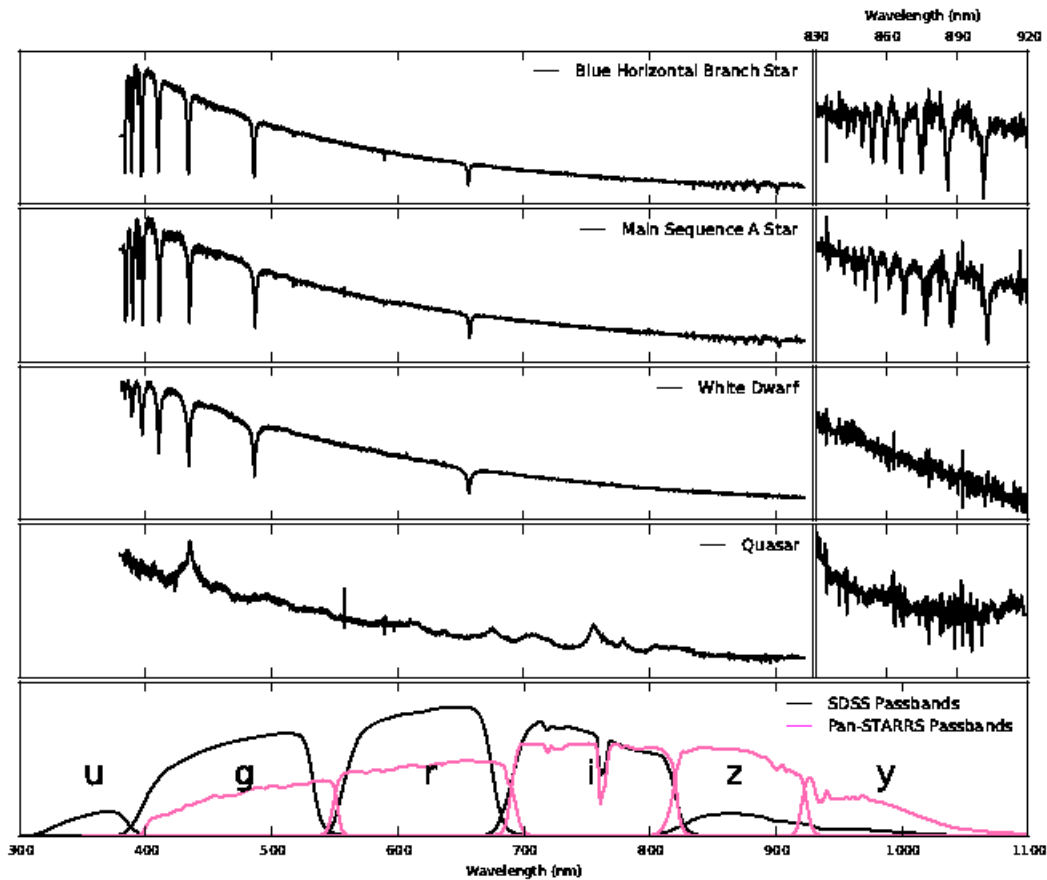 Wavelength (nm)
830 860 890 920
Blue Horizontal Branch Star
Main Sequence A Star
White Dwarf
Quasar
SDSS Passbands
Pan-STARRS Passbands
u g r i z y
300 400 500 600 700 800 900 1000 1100
Wavelength (nm)